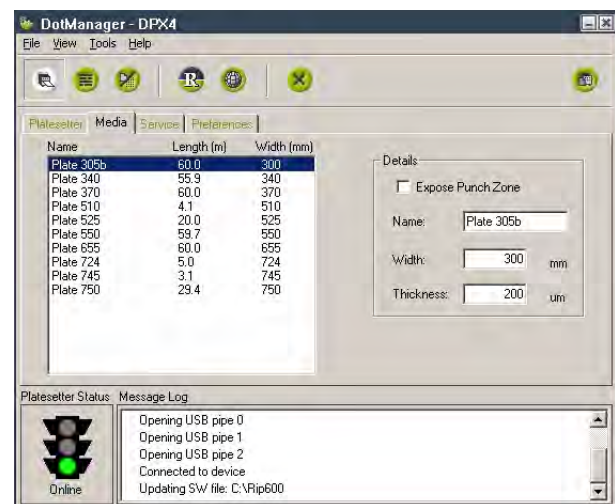 DotManager - DPX4
File View Tools Help
R
Platesetter Media Service Preferences
Name Length (m) Width (mm)
Plate 305b 60.0 300
Plate 340 55.9 340
Plate 370 60.0 370
Plate 510 4.1 510
Plate 525 20.0 525
Plate 550 59.7 550
Plate 655 60.0 655
Plate 724 5.0 724
Plate 745 3.1 745
Plate 750 29.4 750
Details
Expose Punch Zone
Name: Plate 305b
Width: 300 mm
Thickness: 200 um
Platesetter Status Message Log
Opening USB pipe 0
Opening USB pipe 1
Opening USB pipe 2
Connected to device
Updating SW file: C:\Rip600
Online